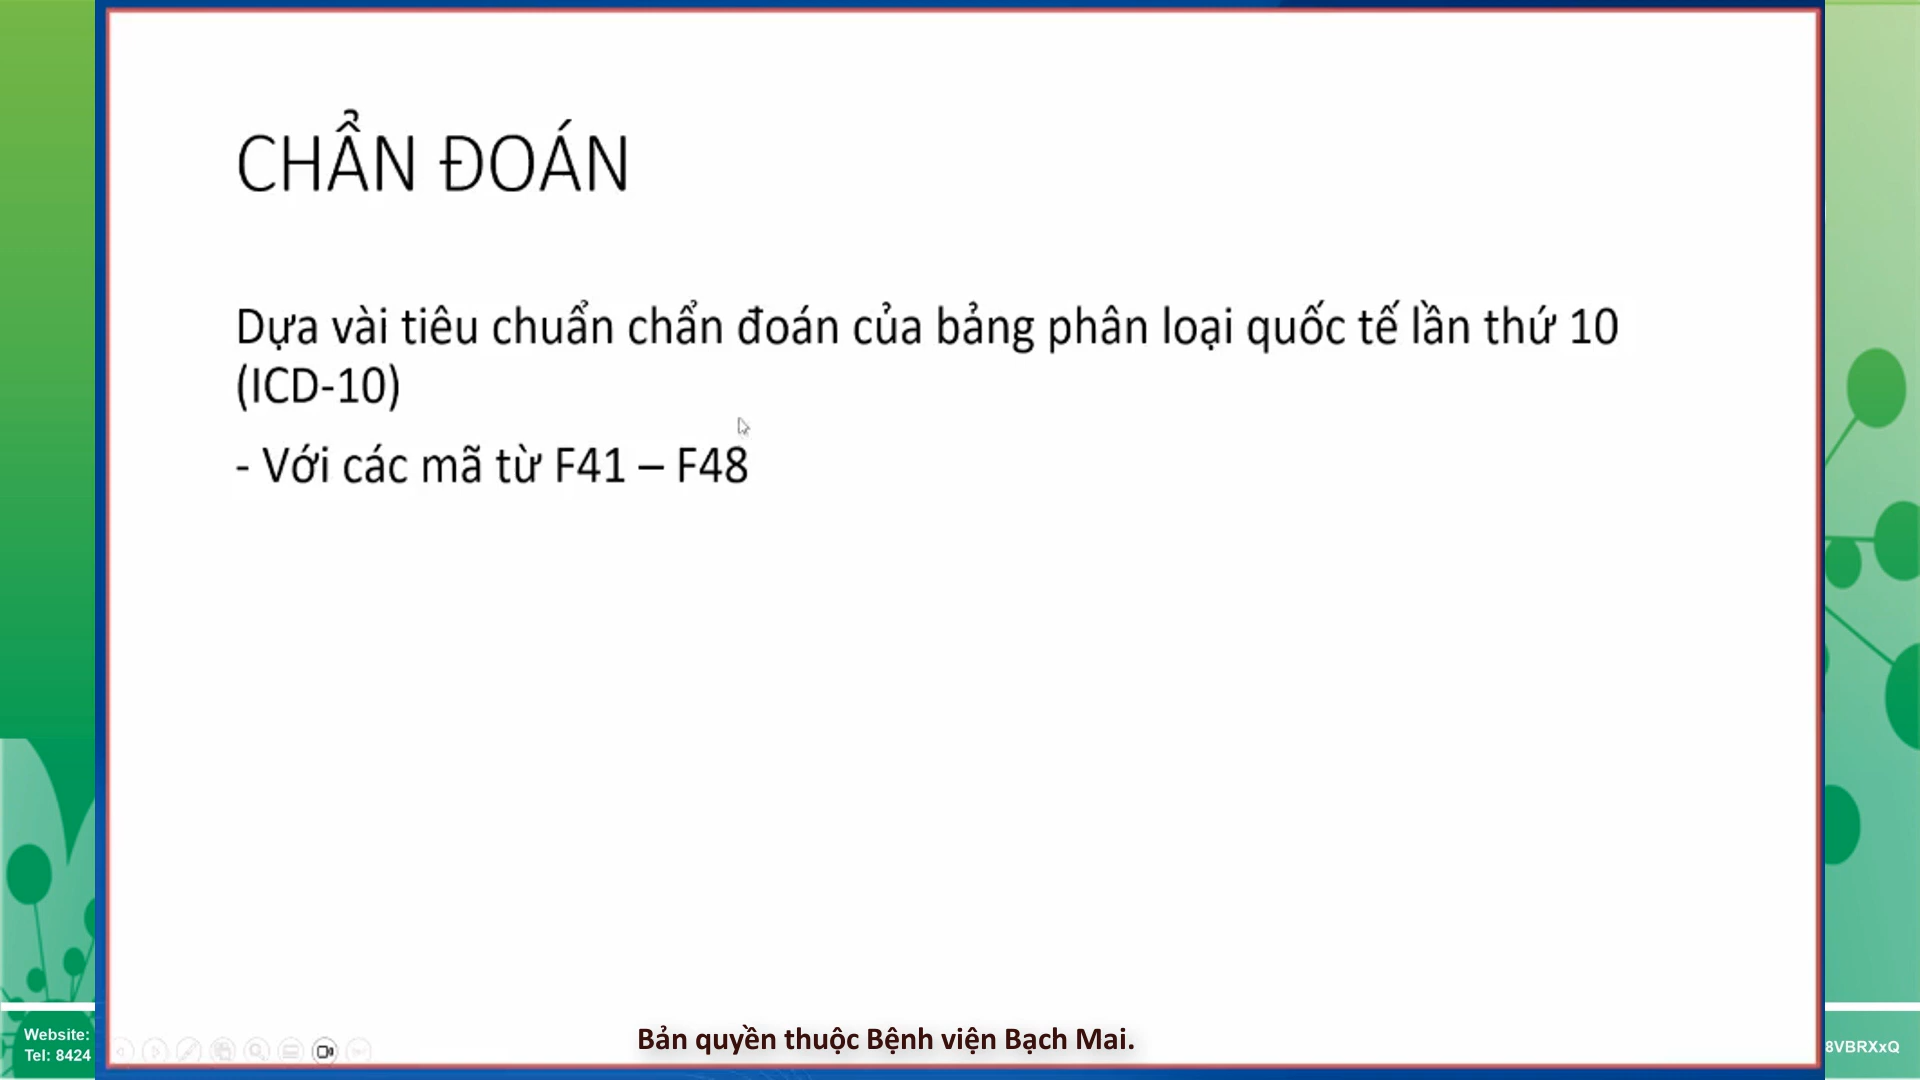 CHẨN ĐOÁN
Dựa vài tiêu chuẩn chẩn đoán của bảng phân loại quốc tế lần thứ 10
(ICD-10)
- Với các mã từ F41 – F48
Bản quyền thuộc Bệnh viện Bạch Mai.
Website:
Tel: 8424
8VBRXxQ